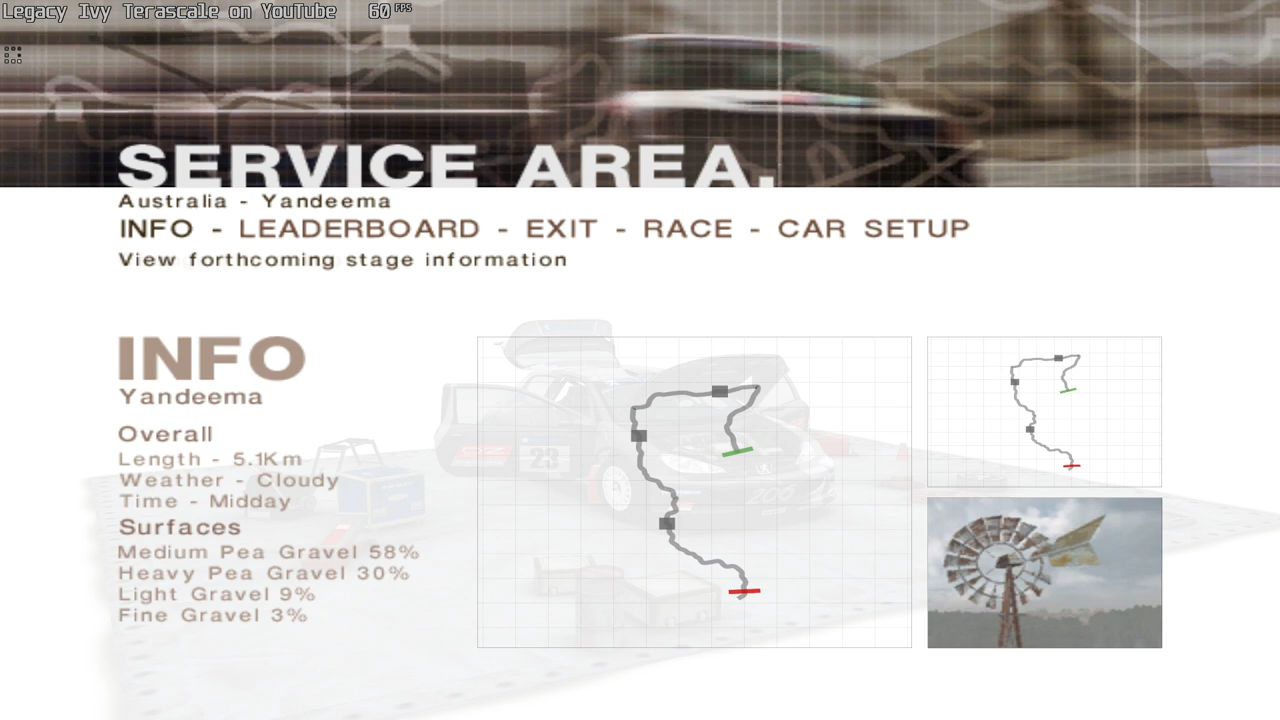 Legacy Ivy Terascale on YouTube 60 FPS
SERVICE AREA.
Australia - Yandeema
INFO - LEADERBOARD - EXIT - RACE - CAR SETUP
View forthcoming stage information
INFO
Yandeema
Overall
Length - 5.1Km
Weather - Cloudy
Time - Midday
Surfaces
Medium Pea Gravel 58%
Heavy Pea Gravel 30%
Light Gravel 9%
Fine Gravel 3%
23
206